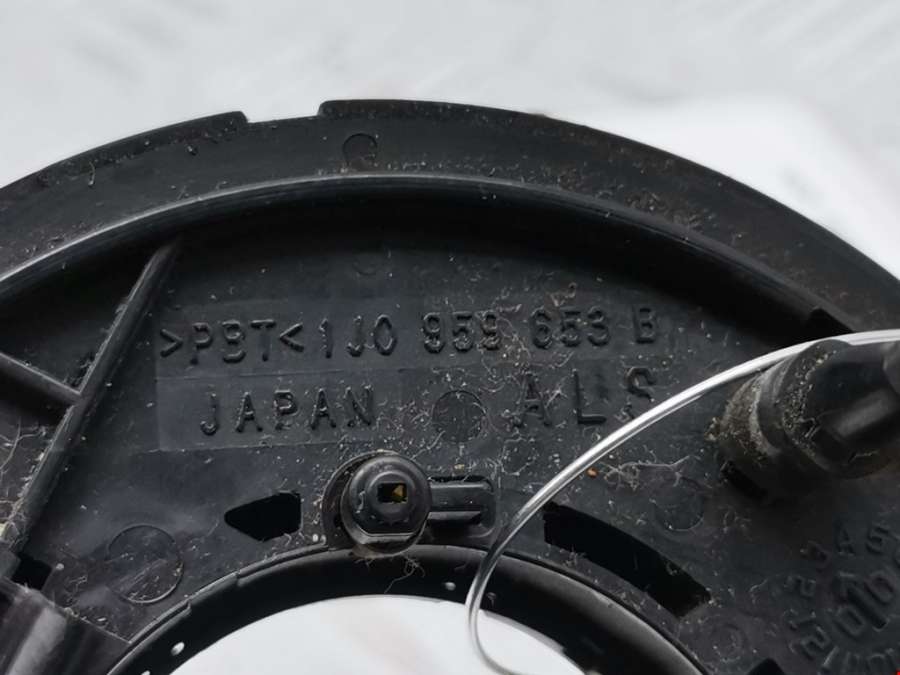 >PBT< 1J0 959 653 B
JAPAN ALS